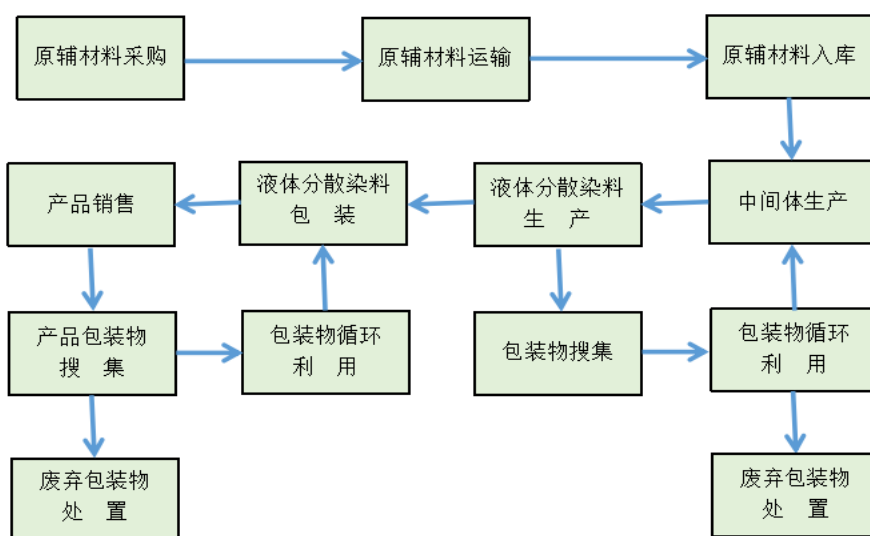 原辅材料采购
原辅材料运输
原辅材料入库
产品销售
液体分散染料
包 装
液体分散染料
生 产
中间体生产
产品包装物
搜 集
包装物循环
利 用
包装物搜集
包装物循环
利 用
废弃包装物
处 置
废弃包装物
处 置